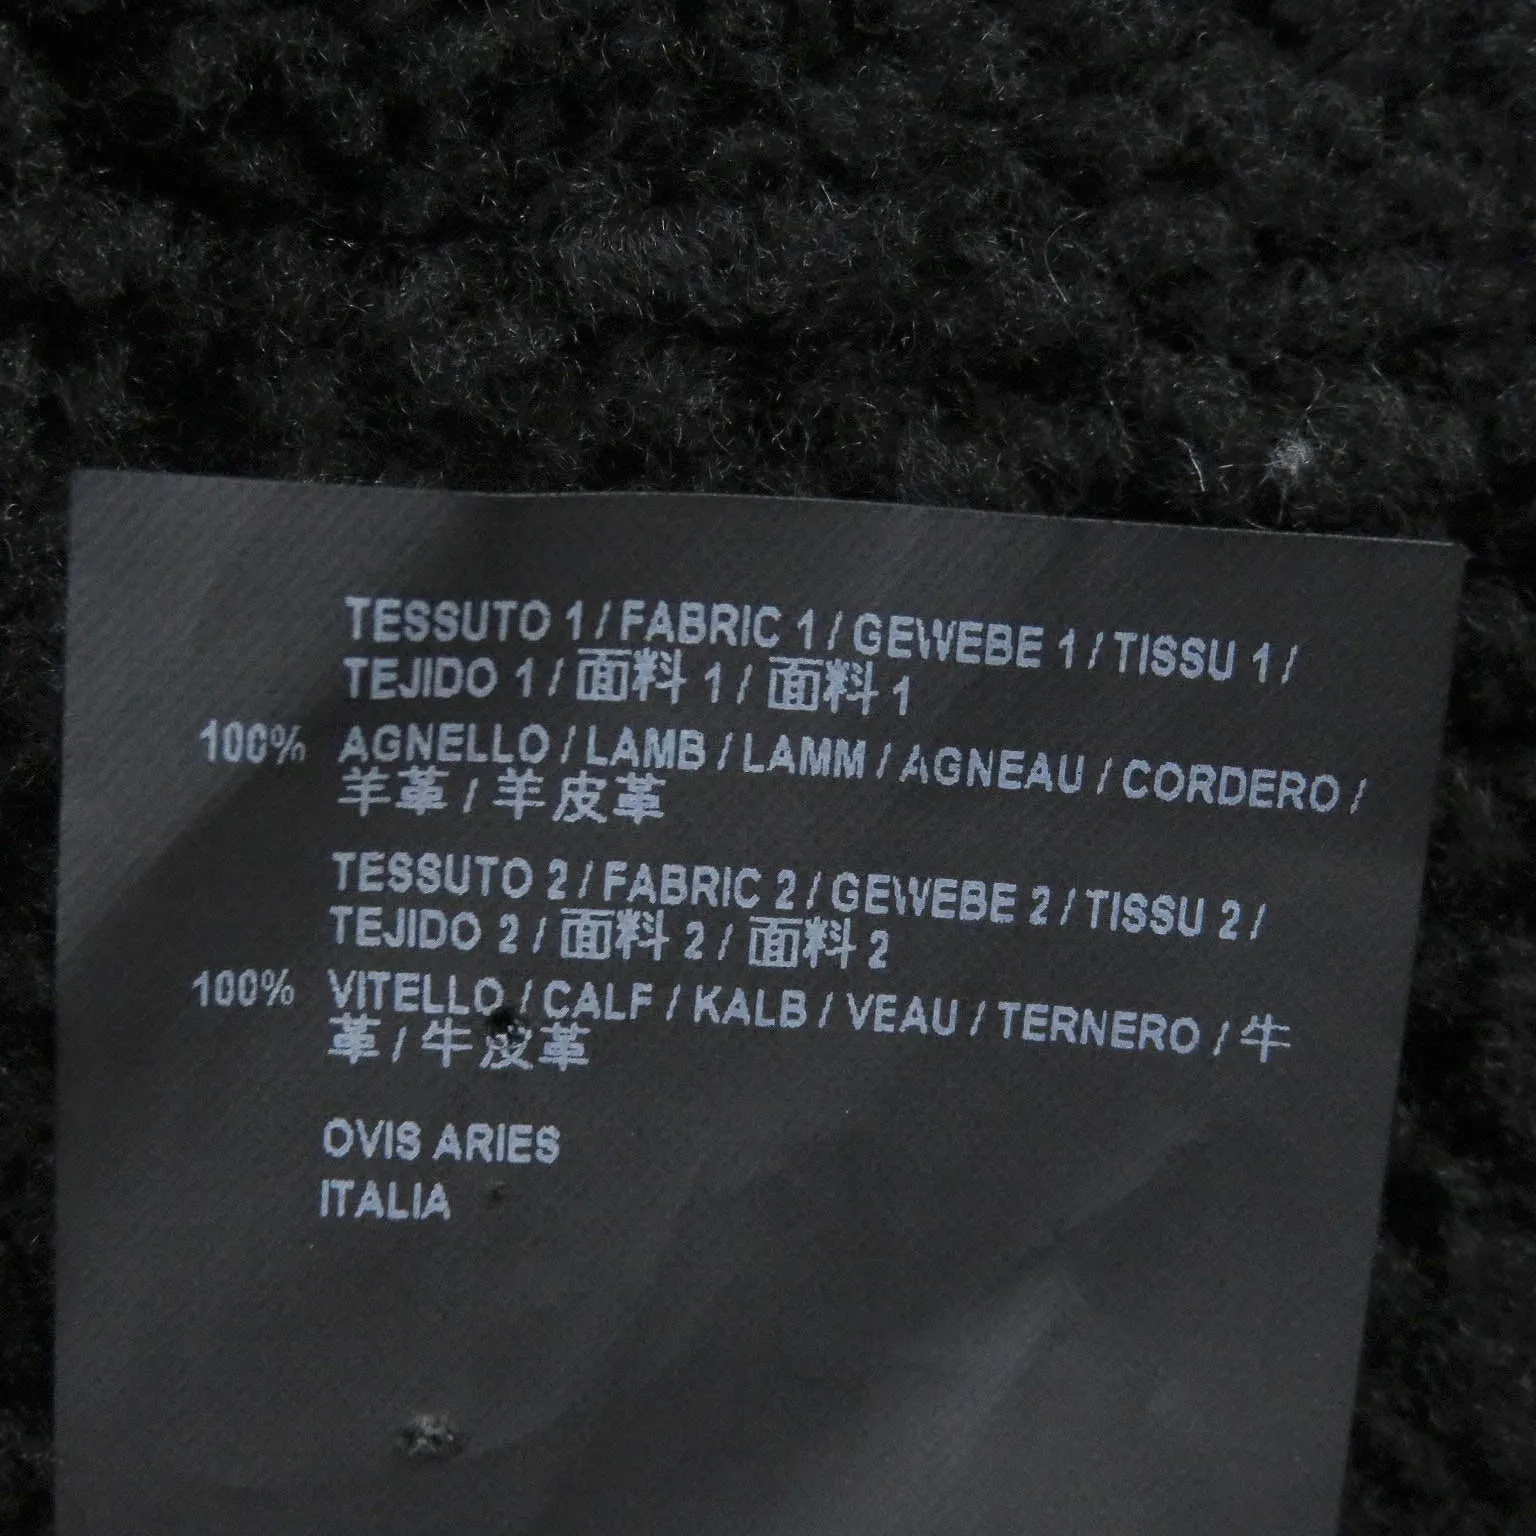 TESSUTO 1 / FABRIC 1 / GEWEBE 1 / TISSU 1 /
TEJIDO 1 / 面料 1 / 面料 1
100% AGNELLO / LAMB / LAMM / AGNEAU / CORDERO /
羊革 / 羊皮革
TESSUTO 2 / FABRIC 2 / GEWEBE 2 / TISSU 2 /
TEJIDO 2 / 面料 2 / 面料 2
100% VITELLO / CALF / KALB / VEAU / TERNERO / 牛
革 / 牛皮革
OVIS ARIES
ITALIA